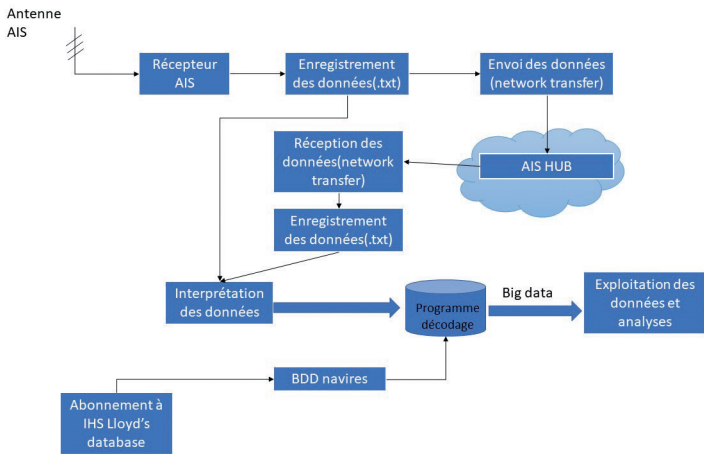 Antenne
AIS
Récepteur
AIS
Enregistrement
des données(.txt)
Envoi des données
(network transfer)
AIS HUB
Réception des
données(network
transfer)
Enregistrement
des données(.txt)
Interprétation
des données
Programme
décodage
Big data
Exploitation des
données et
analyses
BDD navires
Abonnement à
IHS Lloyd's
database